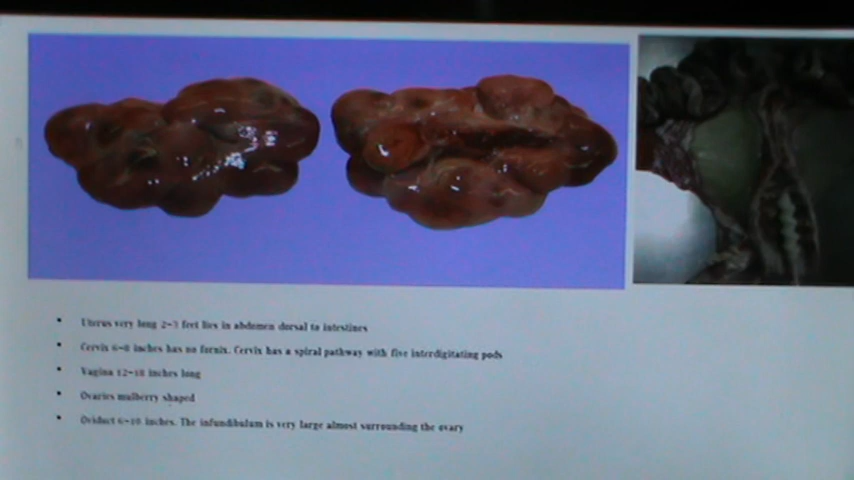 Uterus very long 2-3 feet lies in abdomen dorsal to intestines
Cervix 6-8 inches has no fornix. Cervix has a spiral pathway with five interdigitating pods
Vagina 12-18 inches long
Ovaries mulberry shaped
Oviduct 6-10 inches. The infundibulum is very large almost surrounding the ovary